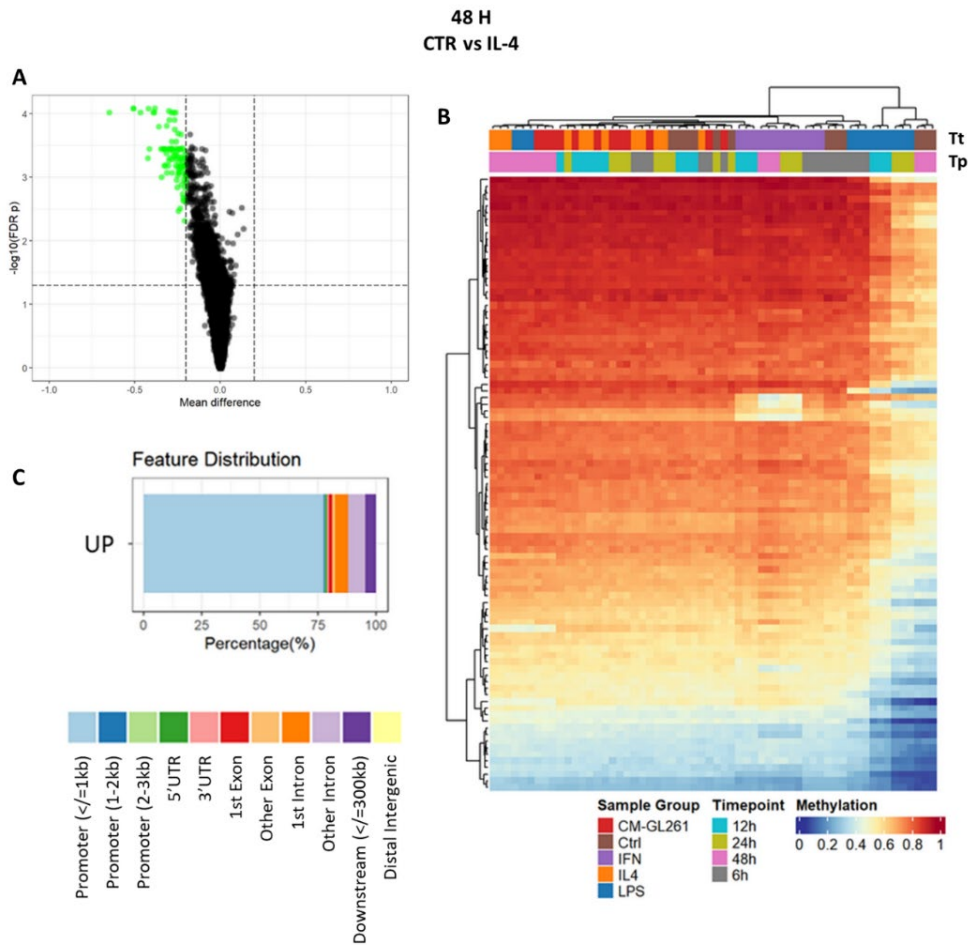 48 H
CTR vs IL-4
A
4
3
2
1
0
-log10(FDR p)
-1.0 -0.5 0.0 0.5 1.0
Mean difference
B
Tt
Tp
C
Feature Distribution
UP
0 25 50 75 100
Percentage(%)
Promoter (</=1kb)
Promoter (1-2kb)
Promoter (2-3kb)
5'UTR
3'UTR
1st Exon
Other Exon
1st Intron
Other Intron
Downstream (</=300kb)
Distal Intergenic
Sample Group Timepoint Methylation
CM-GL261 12h
Ctrl 24h
IFN 48h
IL4 6h
LPS
0 0.2 0.4 0.6 0.8 1